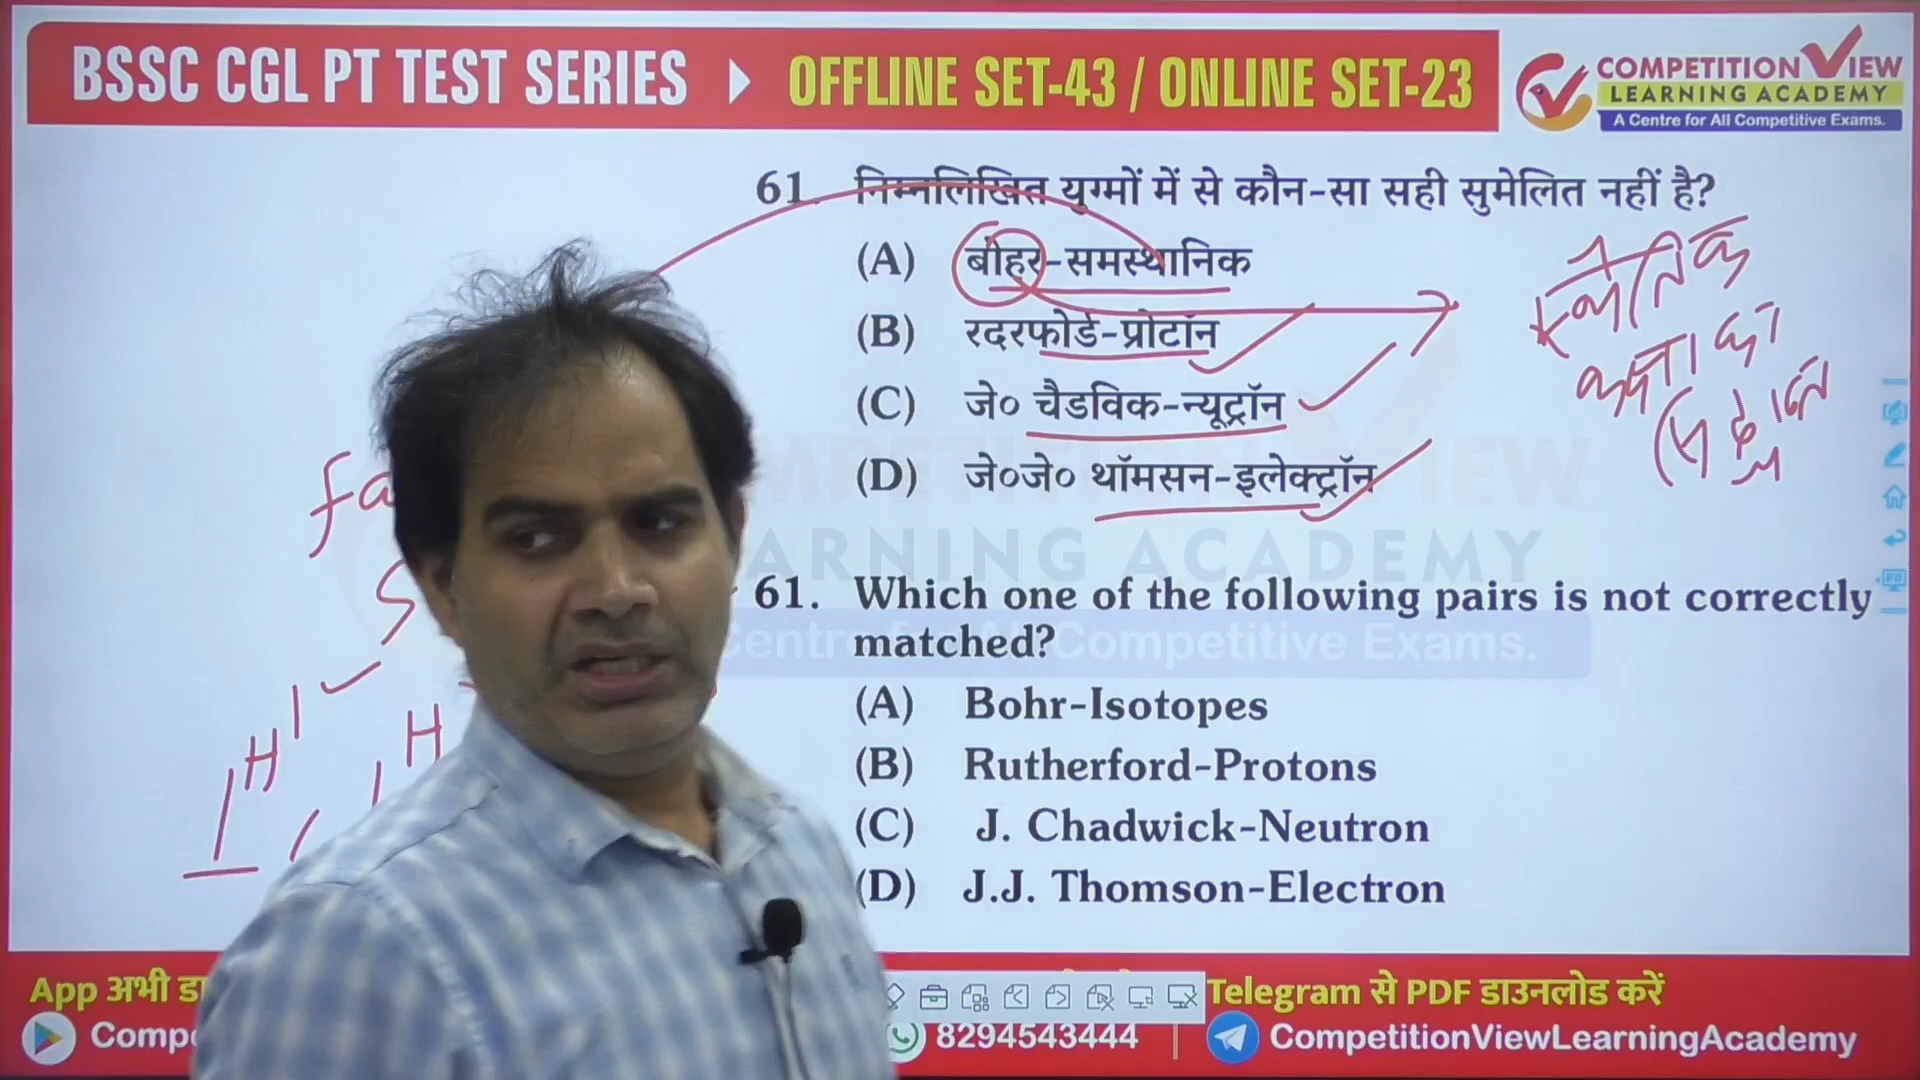 BSSC CGL PT TEST SERIES ▶ OFFLINE SET-43 / ONLINE SET-23
COMPETITION VIEW
LEARNING ACADEMY
A Centre for All Competitive Exams.
61. निम्नलिखित युग्मों में से कौन-सा सही सुमेलित नहीं है?
(A) बोहर-समस्थानिक
(B) रदरफोर्ड-प्रोटॉन
(C) जे० चैडविक-न्यूट्रॉन
(D) जे०जे० थॉमसन-इलेक्ट्रॉन
61. Which one of the following pairs is not correctly
matched?
(A) Bohr-Isotopes
(B) Rutherford-Protons
(C) J. Chadwick-Neutron
(D) J.J. Thomson-Electron
App अभी
Telegram से PDF डाउनलोड करें
8294543444
CompetitionViewLearningAcademy